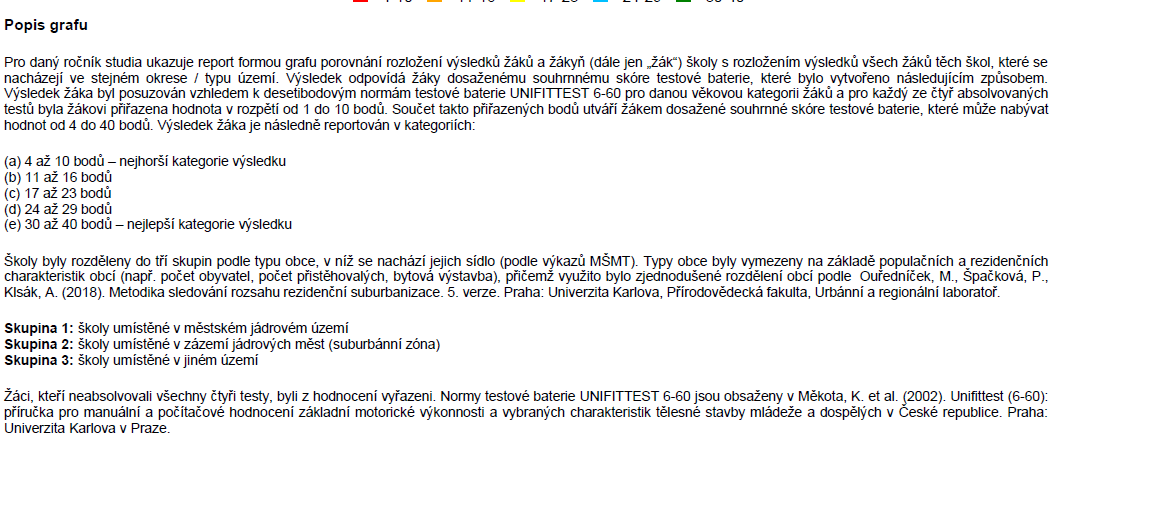 Popis grafu
Pro daný ročník studia ukazuje report formou grafu porovnání rozložení výsledků žáků a žákyň (dále jen „žák“) školy s rozložením výsledků všech žáků těch škol, které se
nacházejí ve stejném okrese / typu území. Výsledek odpovídá žáky dosaženému souhrnnému skóre testové baterie, které bylo vytvořeno následujícím způsobem.
Výsledek žáka byl posuzován vzhledem k desetibodovým normám testové baterie UNIFITTEST 6-60 pro danou věkovou kategorii žáků a pro každý ze čtyř absolvovaných
testů byla žákovi přiřazena hodnota v rozpětí od 1 do 10 bodů. Součet takto přiřazených bodů utváří žákem dosažené souhrnné skóre testové baterie, které může nabývat
hodnot od 4 do 40 bodů. Výsledek žáka je následně reportován v kategoriích:
(a) 4 až 10 bodů – nejhorší kategorie výsledku
(b) 11 až 16 bodů
(c) 17 až 23 bodů
(d) 24 až 29 bodů
(e) 30 až 40 bodů – nejlepší kategorie výsledku
Školy byly rozděleny do tří skupin podle typu obce, v níž se nachází jejich sídlo (podle výkazů MŠMT). Typy obce byly vymezeny na základě populačních a rezidenčních
charakteristik obcí (např. počet obyvatel, počet přistěhovalých, bytová výstavba), přičemž využito bylo zjednodušené rozdělení obcí podle Ouředníček, M., Špačková, P.,
Klsák, A. (2018). Metodika sledování rozsahu rezidenční suburbanizace. 5. verze. Praha: Univerzita Karlova, Přírodovědecká fakulta, Urbánní a regionální laboratoř.
Skupina 1: školy umístěné v městském jádrovém území
Skupina 2: školy umístěné v zázemí jádrových měst (suburbánní zóna)
Skupina 3: školy umístěné v jiném území
Žáci, kteří neabsolvovali všechny čtyři testy, byli z hodnocení vyřazeni. Normy testové baterie UNIFITTEST 6-60 jsou obsaženy v Měkota, K. et al. (2002). Unifittest (6-60):
příručka pro manuální a počítačové hodnocení základní motorické výkonnosti a vybraných charakteristik tělesné stavby mládeže a dospělých v České republice. Praha:
Univerzita Karlova v Praze.